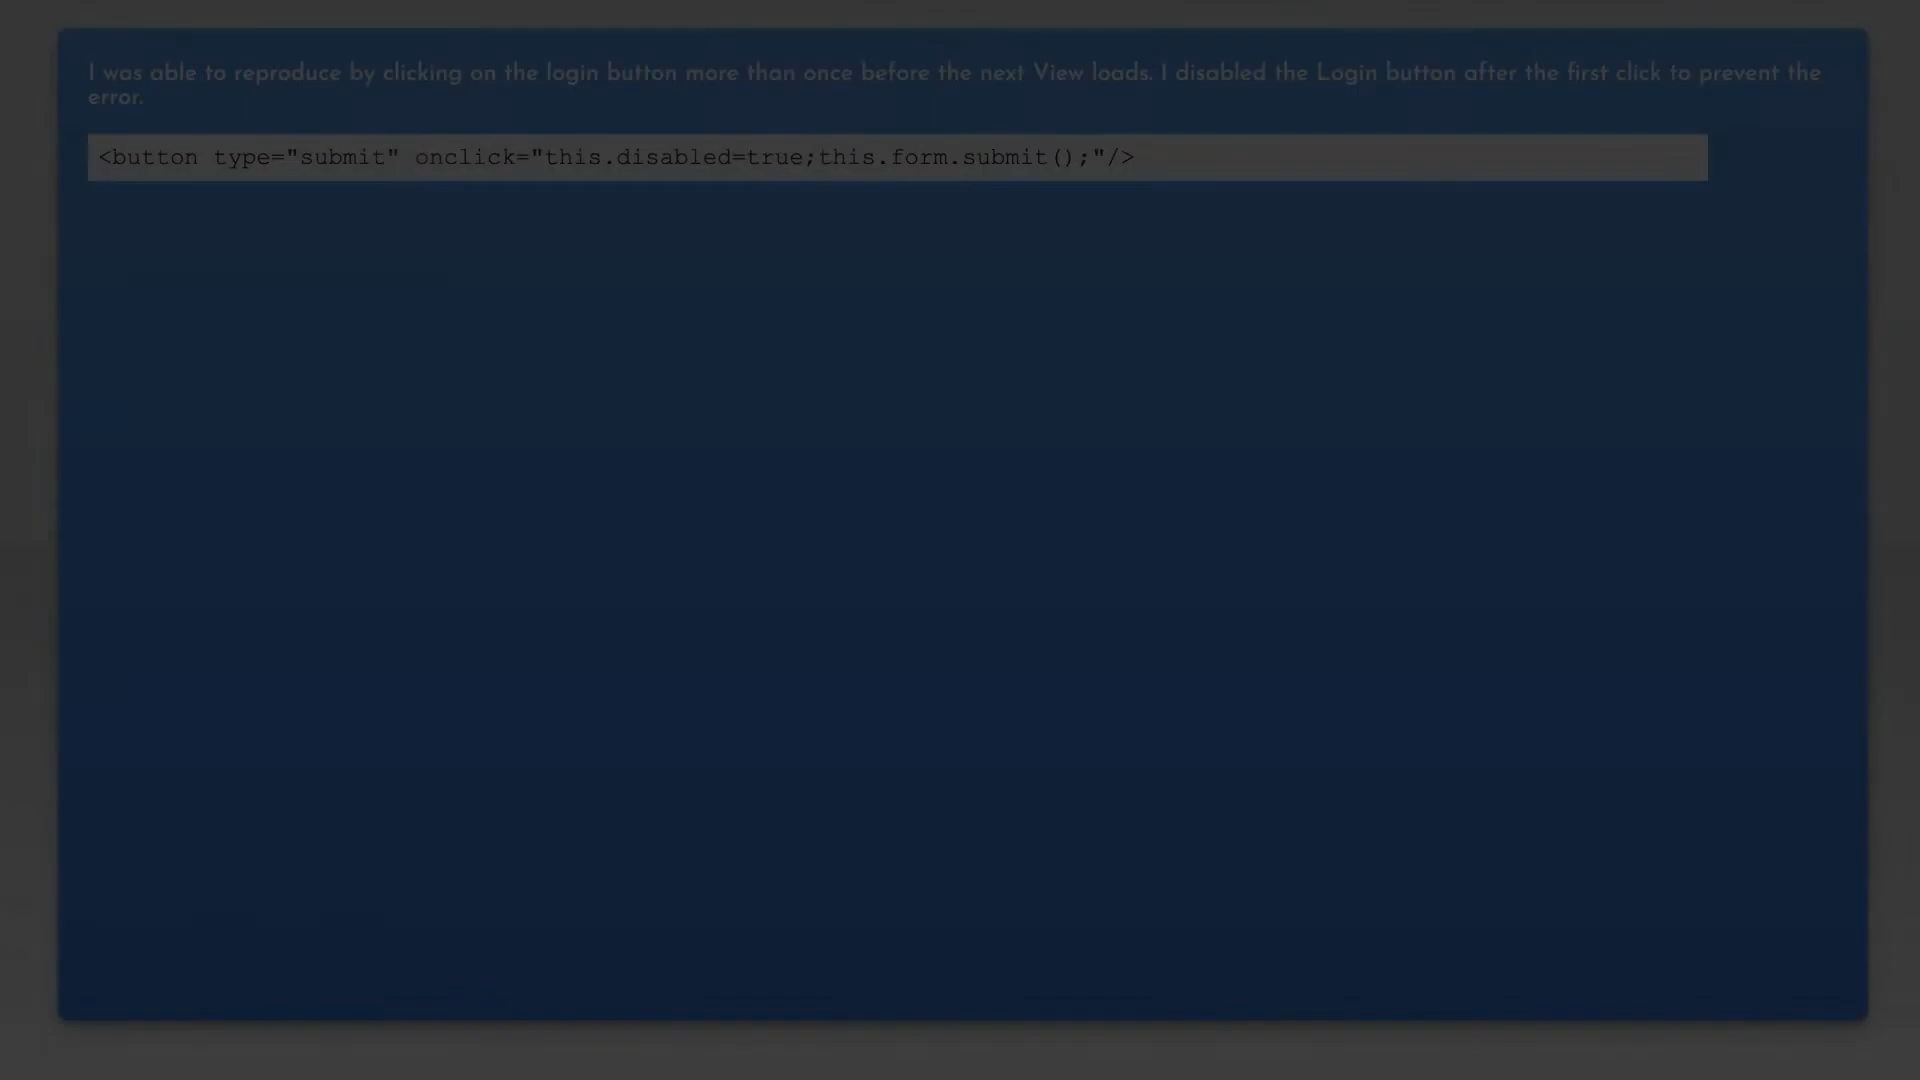 I was able to reproduce by clicking on the login button more than once before the next View loads. I disabled the Login button after the first click to prevent the
error.
<button type="submit" onclick="this.disabled=true;this.form.submit();"/>